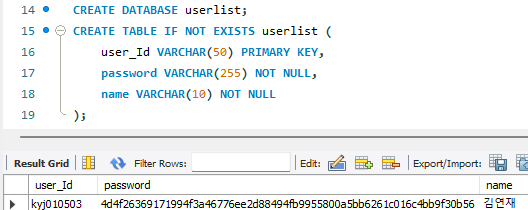 14 CREATE DATABASE userlist;
15 CREATE TABLE IF NOT EXISTS userlist (
16 user_Id VARCHAR(50) PRIMARY KEY,
17 password VARCHAR(255) NOT NULL,
18 name VARCHAR(10) NOT NULL
19 );
Result Grid Filter Rows: Edit: Export/Import:
user_Id password name
kyj010503 4d4f26369171994f3a46776ee2d88494fb9955800a5bb6261c016c4bb9f30b56 김연재